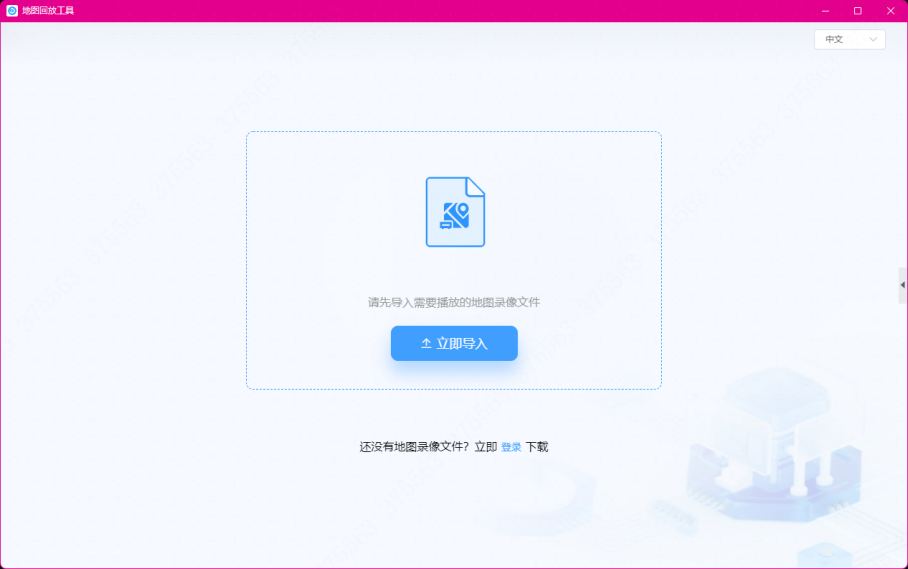 地图回放工具
中文
请先导入需要播放的地图录像文件
立即导入
还没有地图录像文件？立即 登录 下载